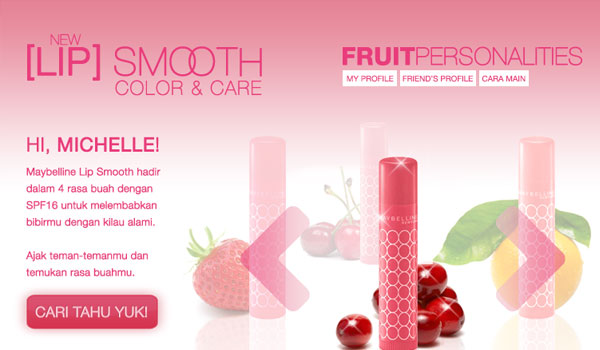 NEW
[LIP] SMOOTH
COLOR & CARE
FRUITPERSONALITIES
MY PROFILE
FRIEND'S PROFILE
CARA MAIN
HI, MICHELLE!
Maybelline Lip Smooth hadir
dalam 4 rasa buah dengan
SPF16 untuk melembabkan
bibirmu dengan kilau alami.
Ajak teman-temanmu dan
temukan rasa buahmu.
CARI TAHU YUK!
MAYBELLINE